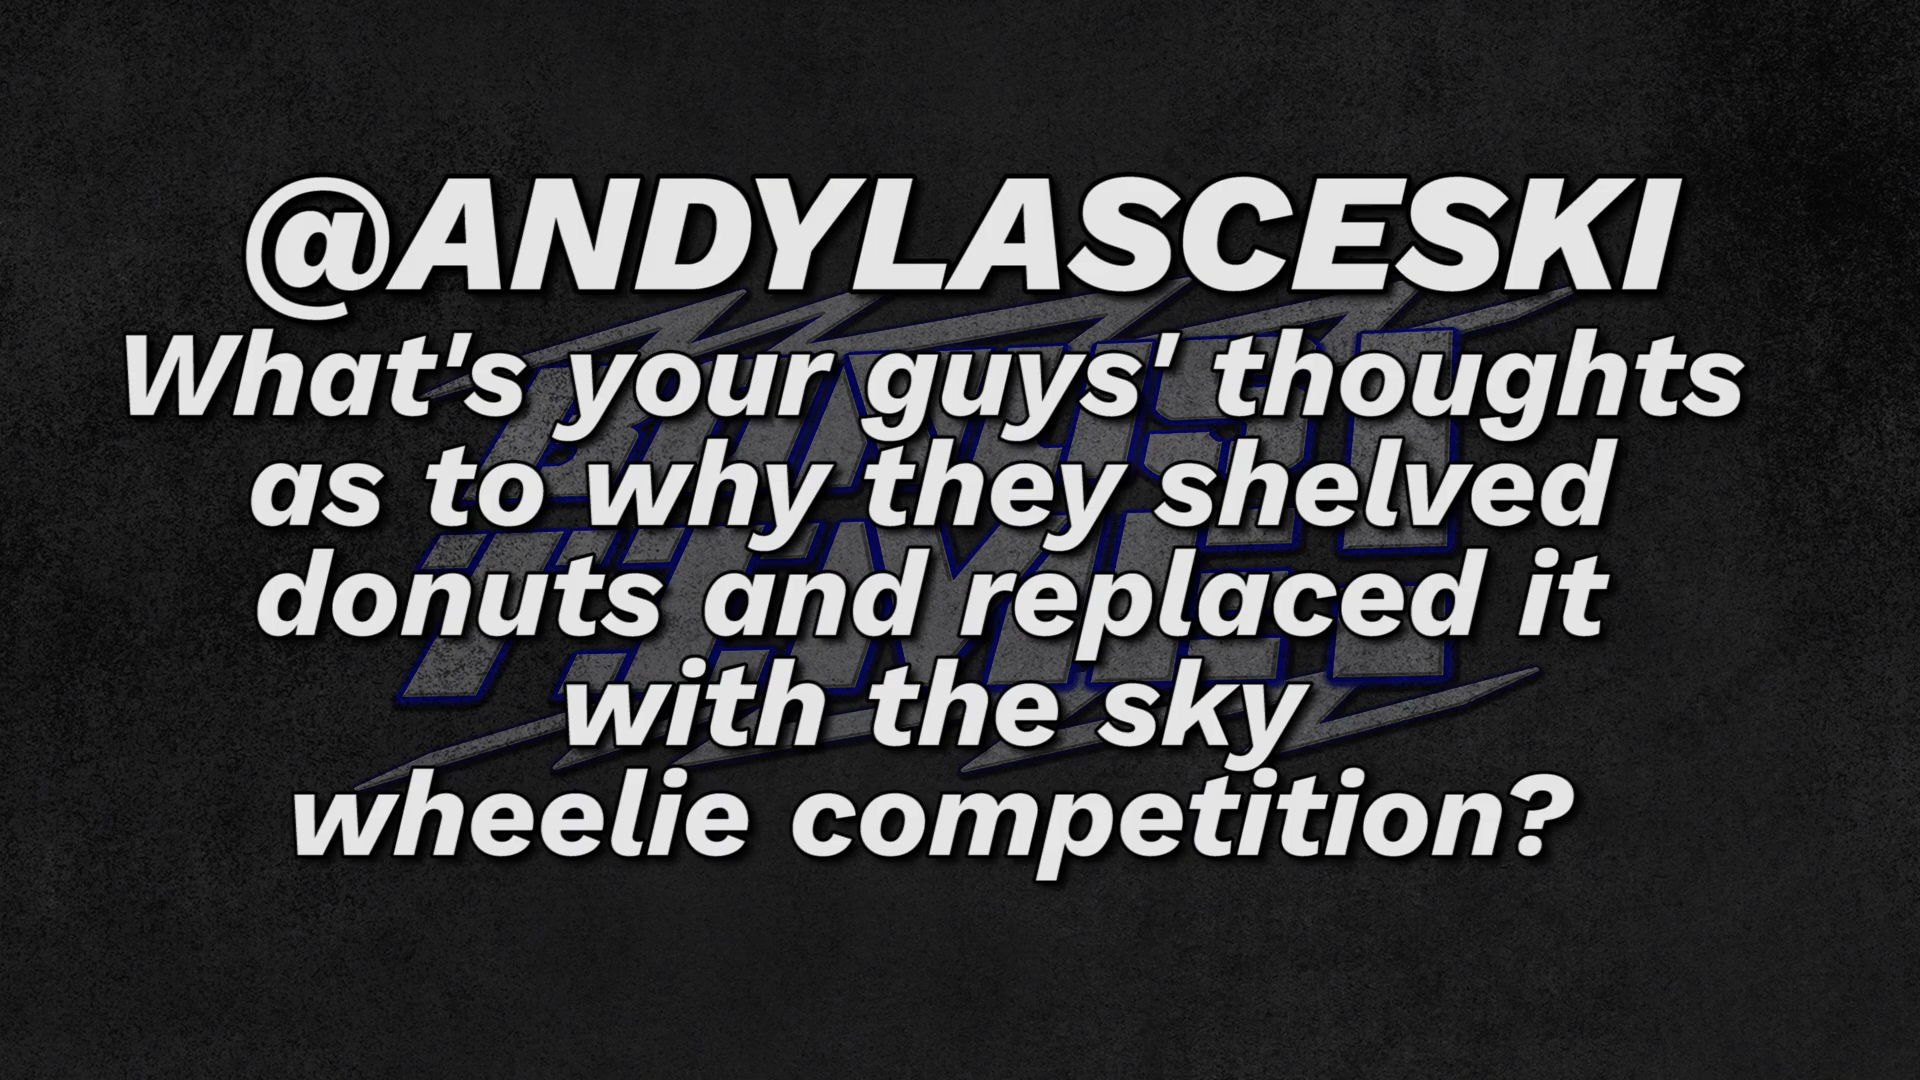 @ANDYLASCESKI
What's your guys' thoughts
as to why they shelved
donuts and replaced it
with the sky
wheelie competition?